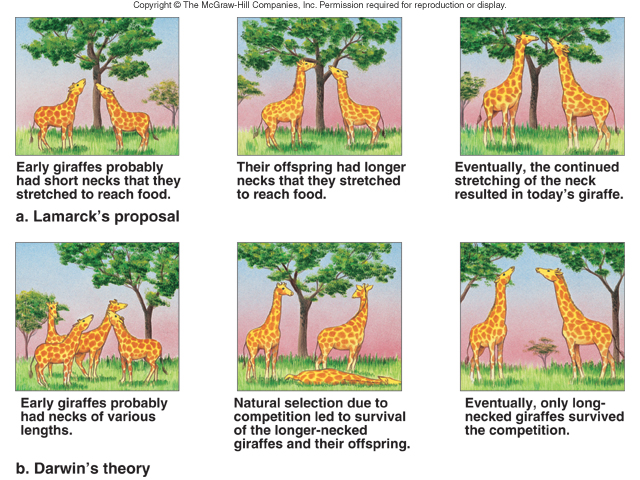 Copyright © The McGraw-Hill Companies, Inc. Permission required for reproduction or display.
Early giraffes probably
had short necks that they
stretched to reach food.
Their offspring had longer
necks that they stretched
to reach food.
Eventually, the continued
stretching of the neck
resulted in today's giraffe.
a. Lamarck's proposal
Early giraffes probably
had necks of various
lengths.
Natural selection due to
competition led to survival
of the longer-necked
giraffes and their offspring.
Eventually, only long-
necked giraffes survived
the competition.
b. Darwin's theory